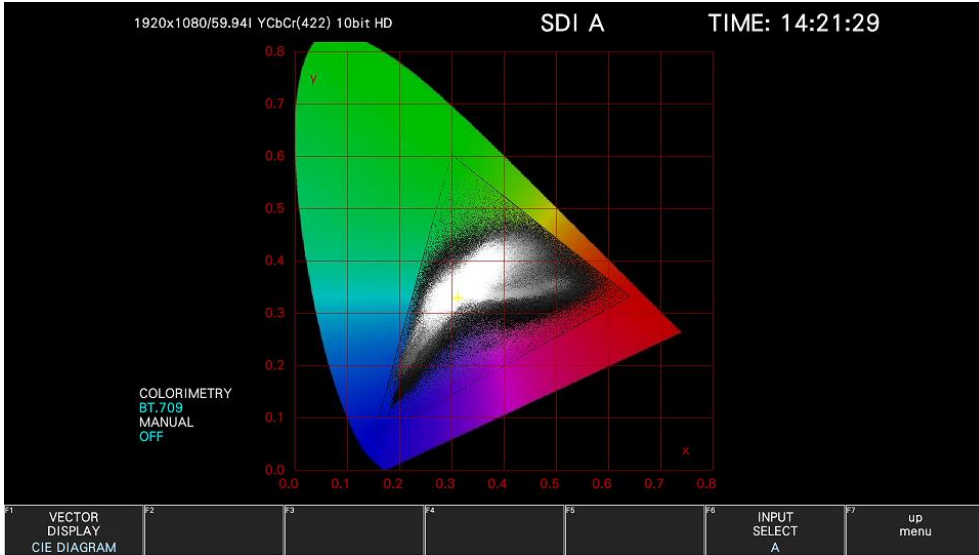 1920x1080/59.94I YCbCr(422) 10bit HD
SDI A
TIME: 14:21:29
0.8
y
0.7
0.6
0.5
0.4
0.3
0.2
0.1
0.0
x
0.0 0.1 0.2 0.3 0.4 0.5 0.6 0.7 0.8
COLORIMETRY
BT.709
MANUAL
OFF
F1
VECTOR
DISPLAY
CIE DIAGRAM
F2
F3
F4
F5
F6
INPUT
SELECT
A
F7
up
menu